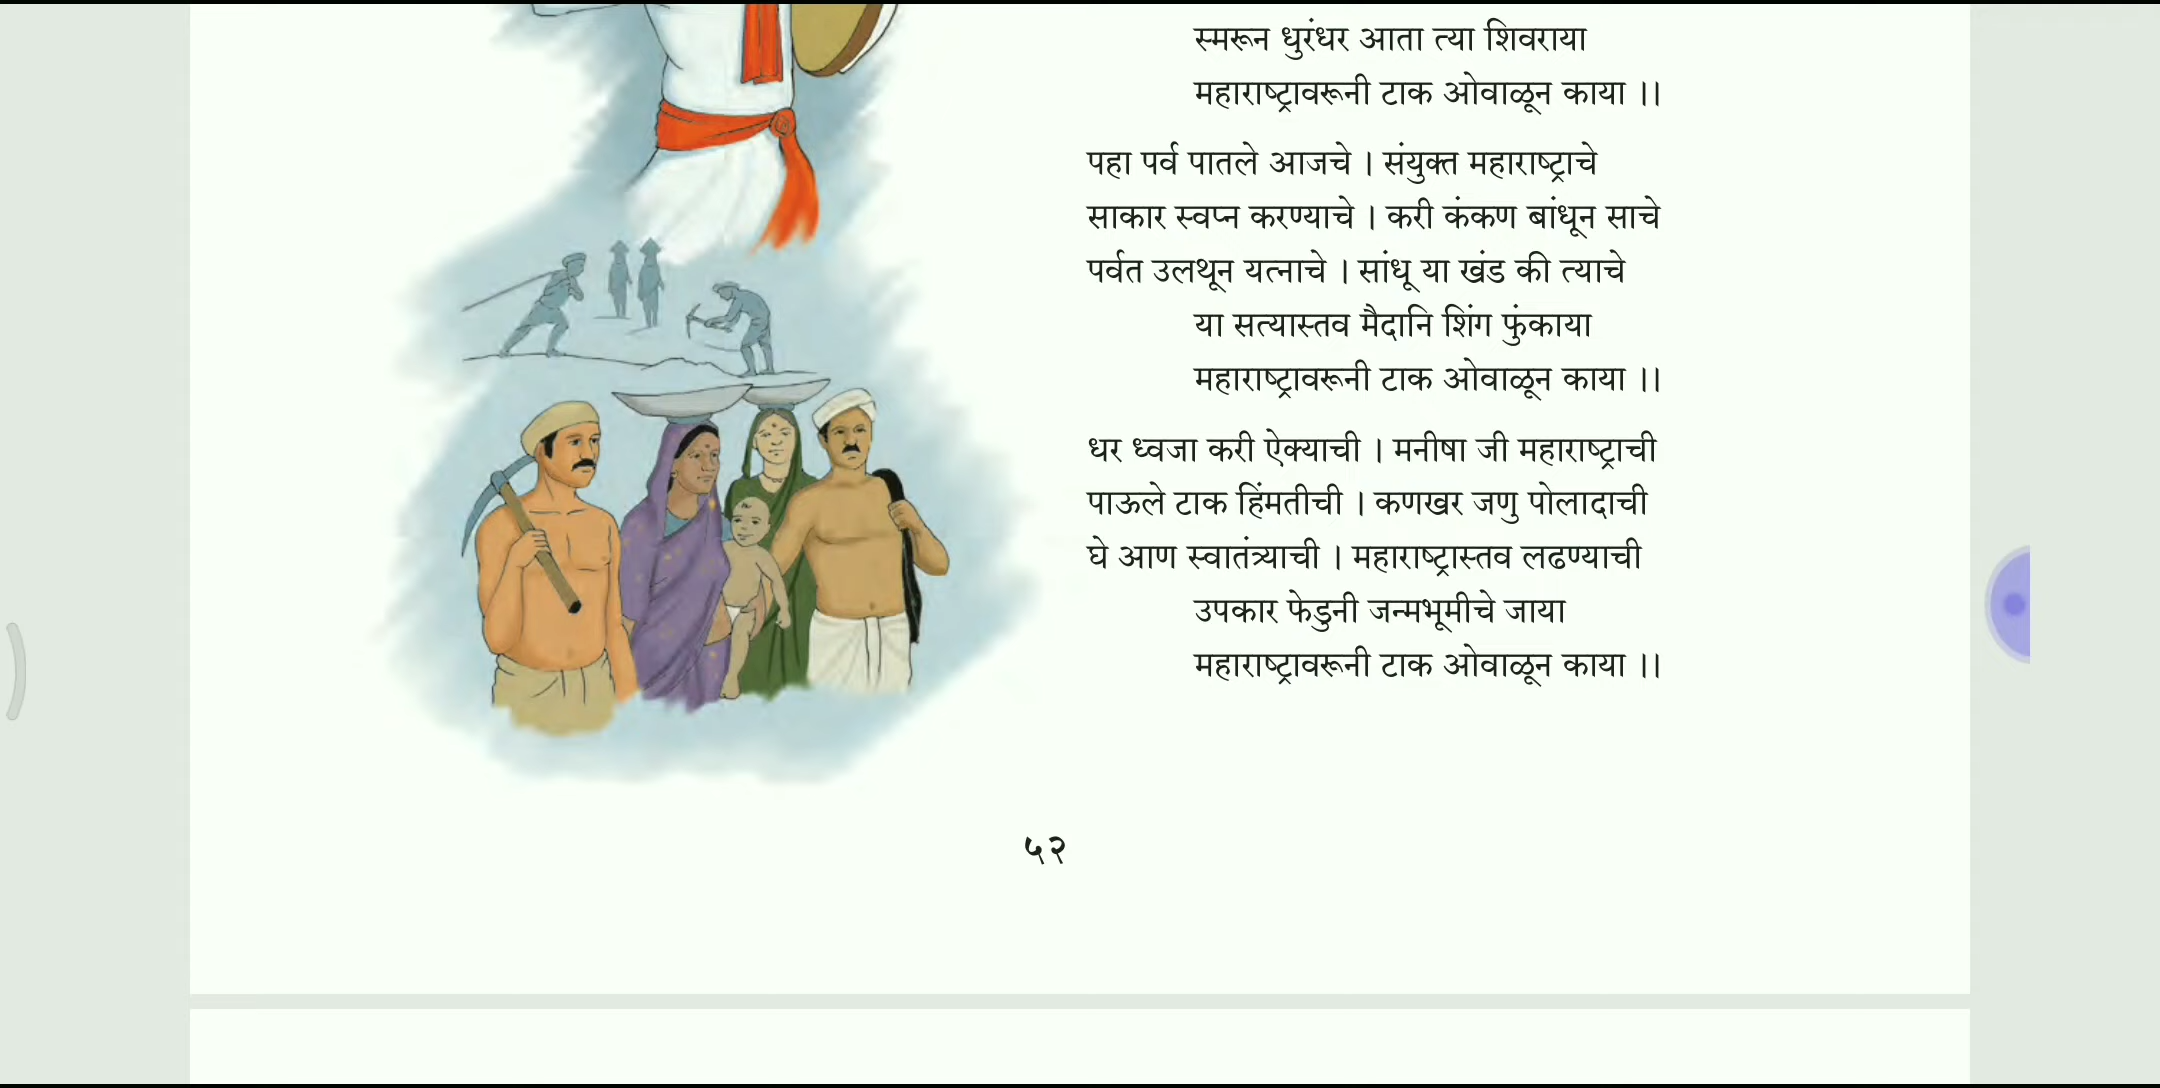 स्मरून धुरंधर आता त्या शिवराया
महाराष्ट्रावरूनी टाक ओवाळून काया ।।
पहा पर्व पातले आजचे । संयुक्त महाराष्ट्राचे
साकार स्वप्न करण्याचे । करी कंकण बांधून साचे
पर्वत उलथून यत्नाचे । सांधू या खंड की त्याचे
या सत्यास्तव मैदानि शिंग फुंकाया
महाराष्ट्रावरूनी टाक ओवाळून काया ।।
धर ध्वजा करी ऐक्याची । मनीषा जी महाराष्ट्राची
पाऊले टाक हिंमतीची । कणखर जणु पोलादाची
घे आण स्वातंत्र्याची । महाराष्ट्रास्तव लढण्याची
उपकार फेडुनी जन्मभूमीचे जाया
महाराष्ट्रावरूनी टाक ओवाळून काया ।।
५२